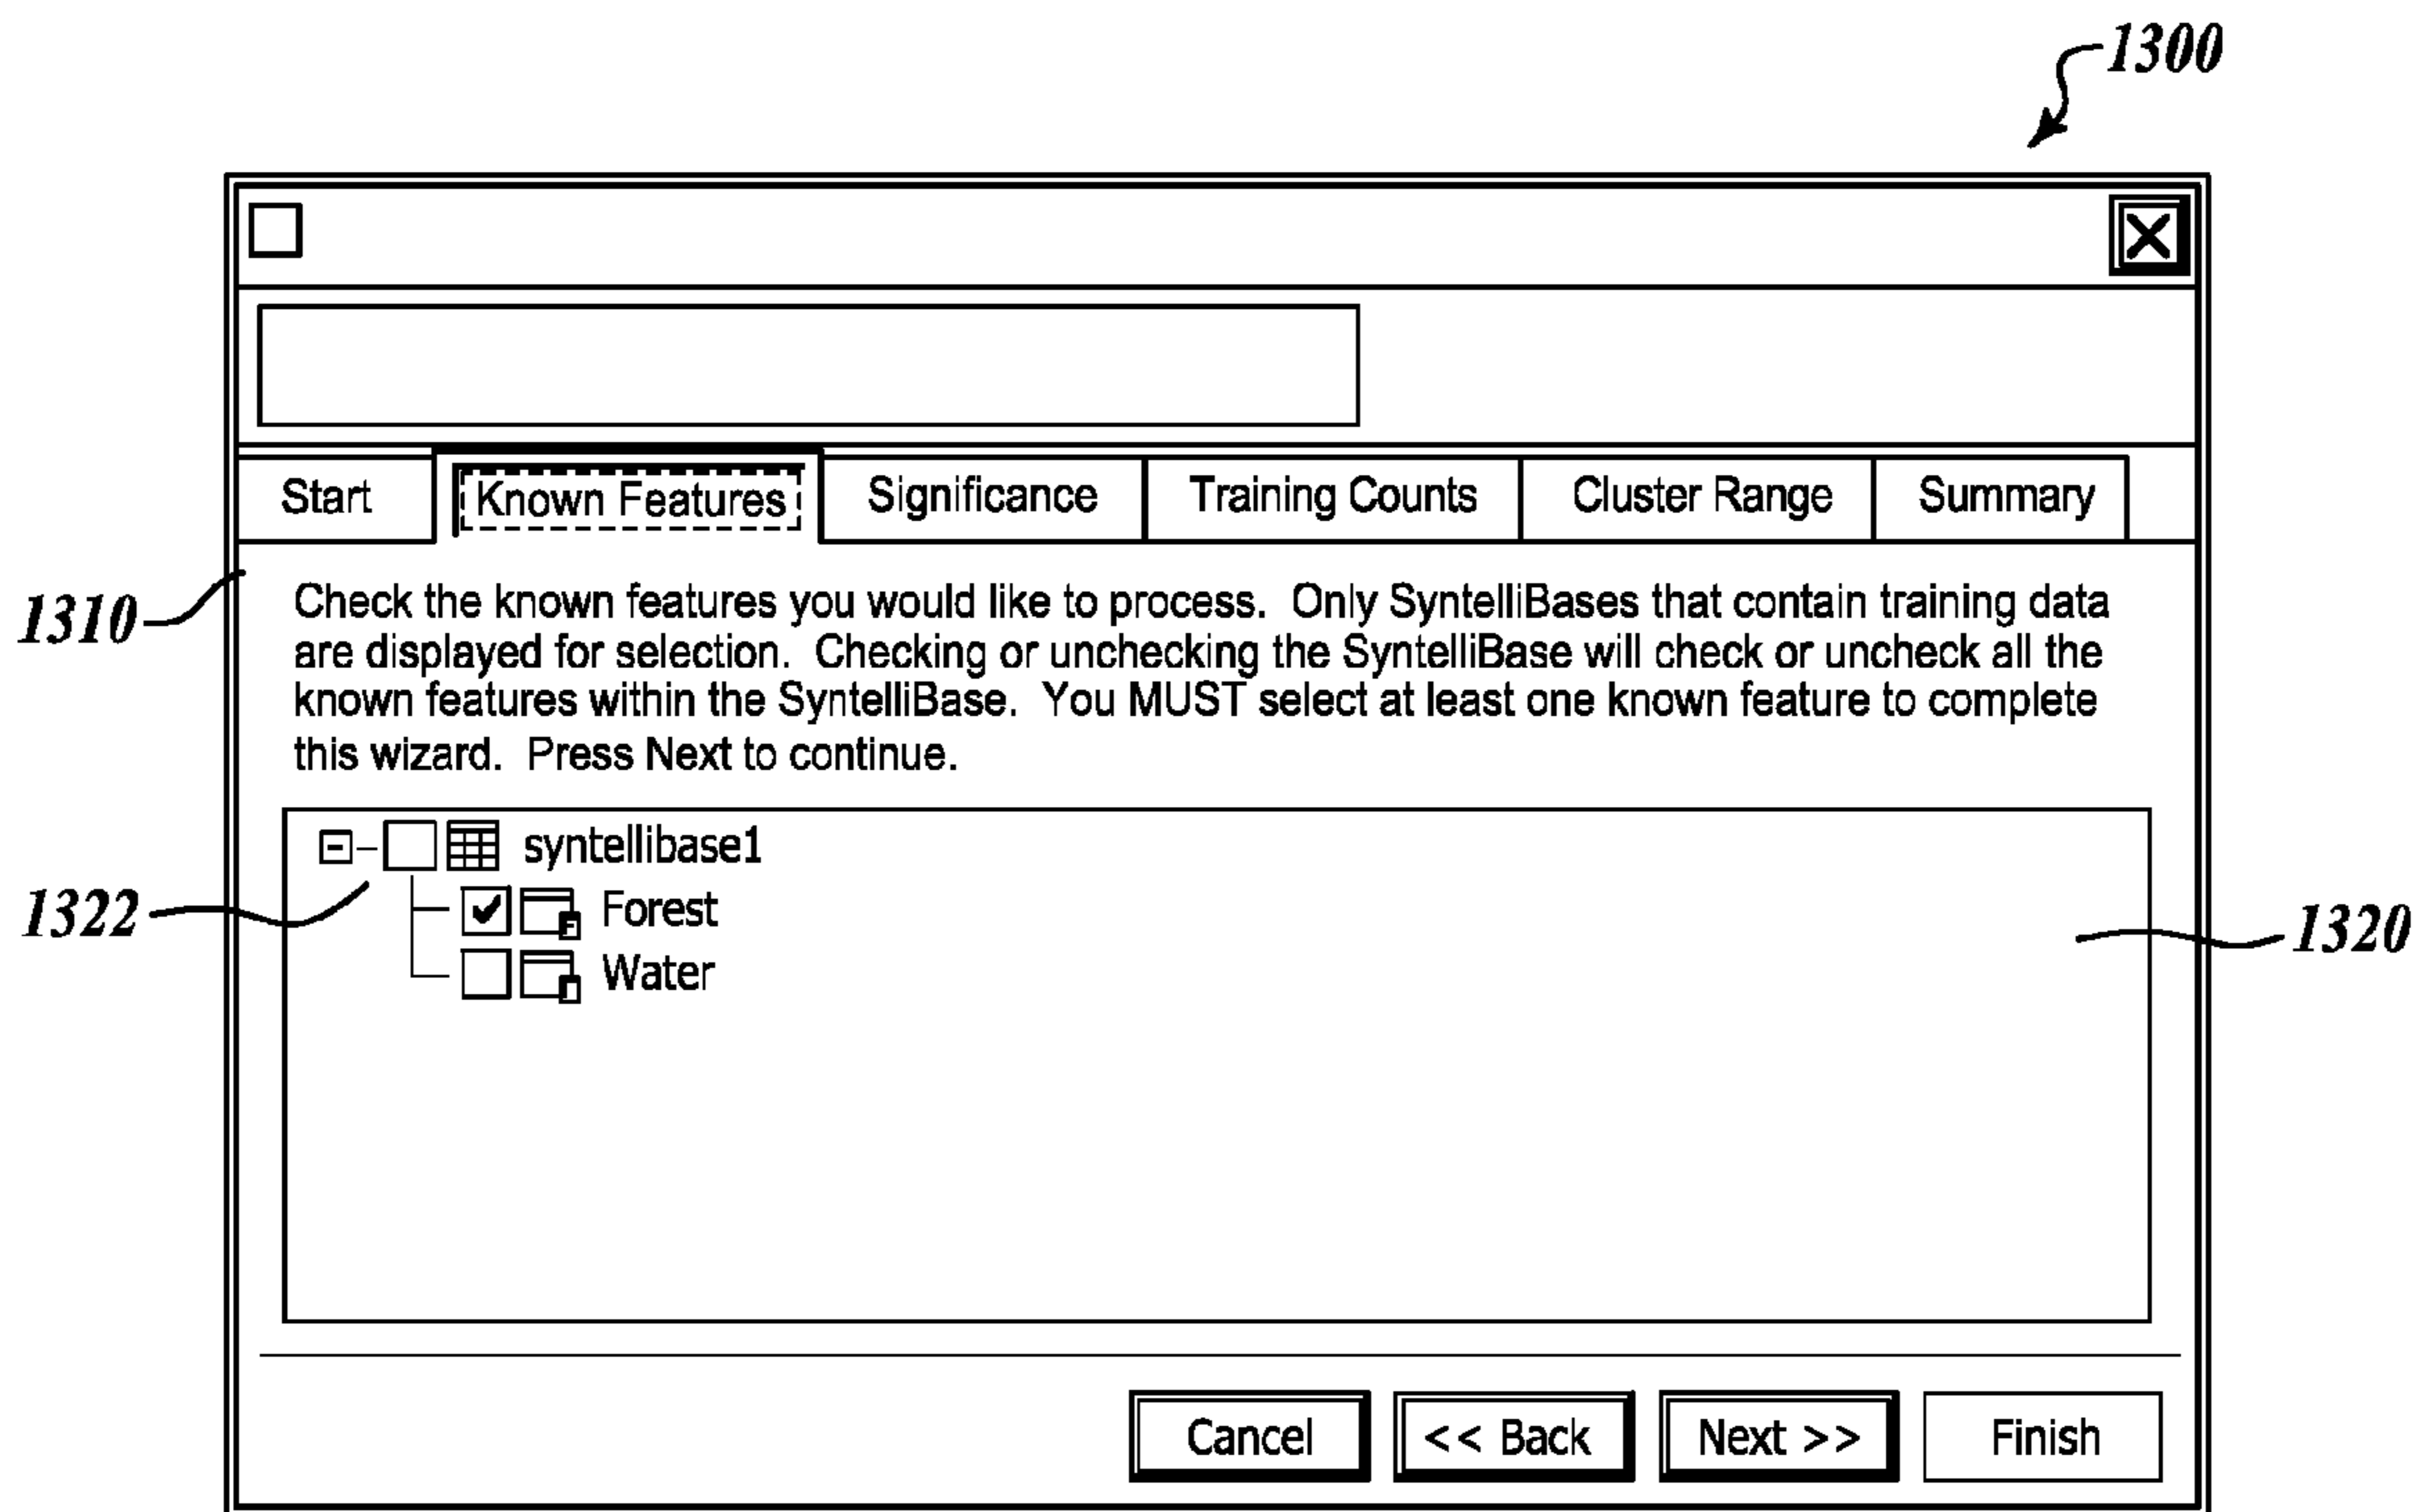 1300
Start Known Features Significance Training Counts Cluster Range Summary
1310
Check the known features you would like to process. Only SyntelliBases that contain training data
are displayed for selection. Checking or unchecking the SyntelliBase will check or uncheck all the
known features within the SyntelliBase. You MUST select at least one known feature to complete
this wizard. Press Next to continue.
syntellibase1
1322
Forest
1320
Water
Cancel << Back Next >> Finish